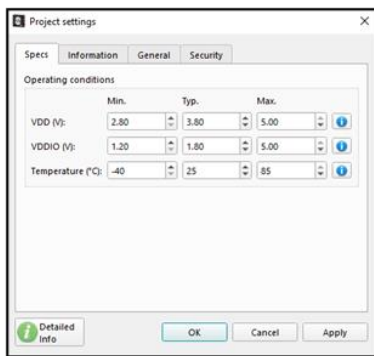 Project settings
Specs Information General Security
Operating conditions
Min. Typ. Max.
VDD (V): 2.80 3.80 5.00
VDDIO (V): 1.20 1.80 5.00
Temperature (°C): -40 25 85
Detailed
Info
OK Cancel Apply